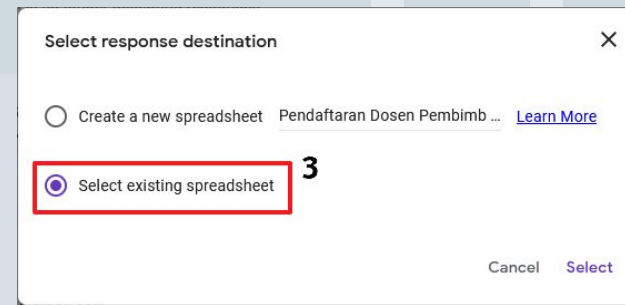 Select response destination
Create a new spreadsheet Pendaftaran Dosen Pembimb ... Learn More
Select existing spreadsheet 3
Cancel Select